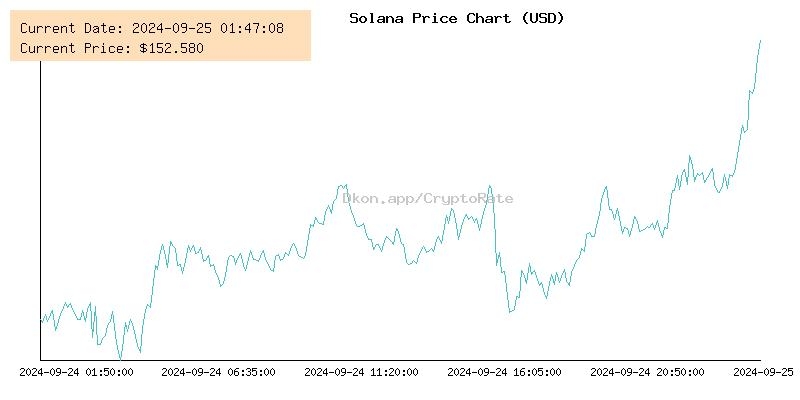 Solana Price Chart (USD)
Current Date: 2024-09-25 01:47:08
Current Price: $152.580
Dkon.app/CryptoRate
2024-09-24 01:50:00 2024-09-24 06:35:00 2024-09-24 11:20:00 2024-09-24 16:05:00 2024-09-24 20:50:00 2024-09-25